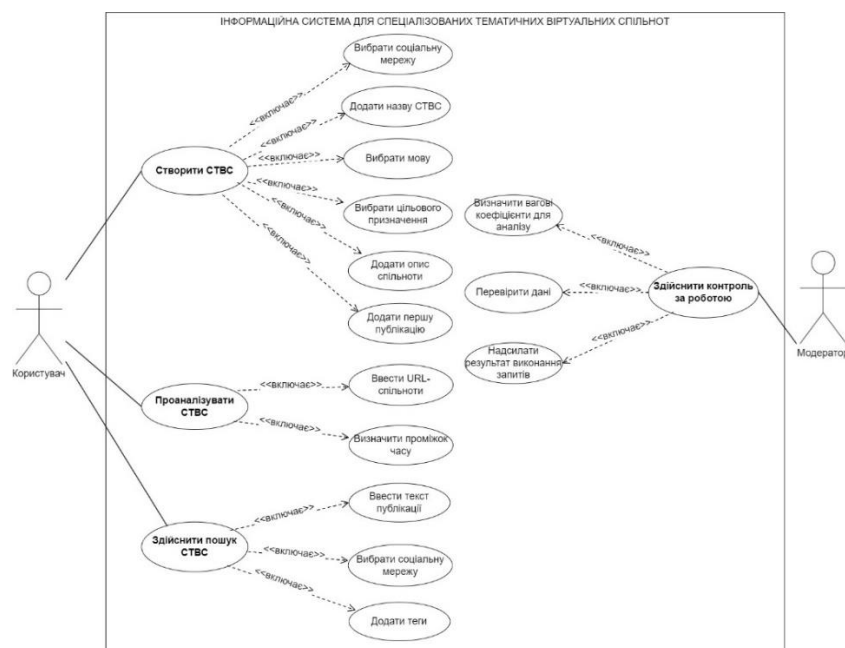 ІНФОРМАЦІЙНА СИСТЕМА ДЛЯ СПЕЦІАЛІЗОВАНИХ ТЕМАТИЧНИХ ВІРТУАЛЬНИХ СПІЛЬНОТ
Вибрати соціальну
мережу
<<включає>>
Додати назву СТВС
<<включає>>
Створити СТВС
<<включає>>
Вибрати мову
<<включає>>
Вибрати цільового
призначення
<<включає>>
Додати опис
спільноти
<<включає>>
Додати першу
публікацію
Користувач
Проаналізувати
СТВС
<<включає>>
Ввести URL-
спільноти
<<включає>>
Визначити проміжок
часу
Здійснити пошук
СТВС
<<включає>>
Ввести текст
публікації
<<включає>>
Вибрати соціальну
мережу
<<включає>>
Додати теги
Визначити вагові
коефіцієнти для
аналізу
<<включає>>
Перевірити дані
<<включає>>
Здійснити контроль
за роботою
<<включає>>
Надсилати
результат виконання
запитів
Модератор